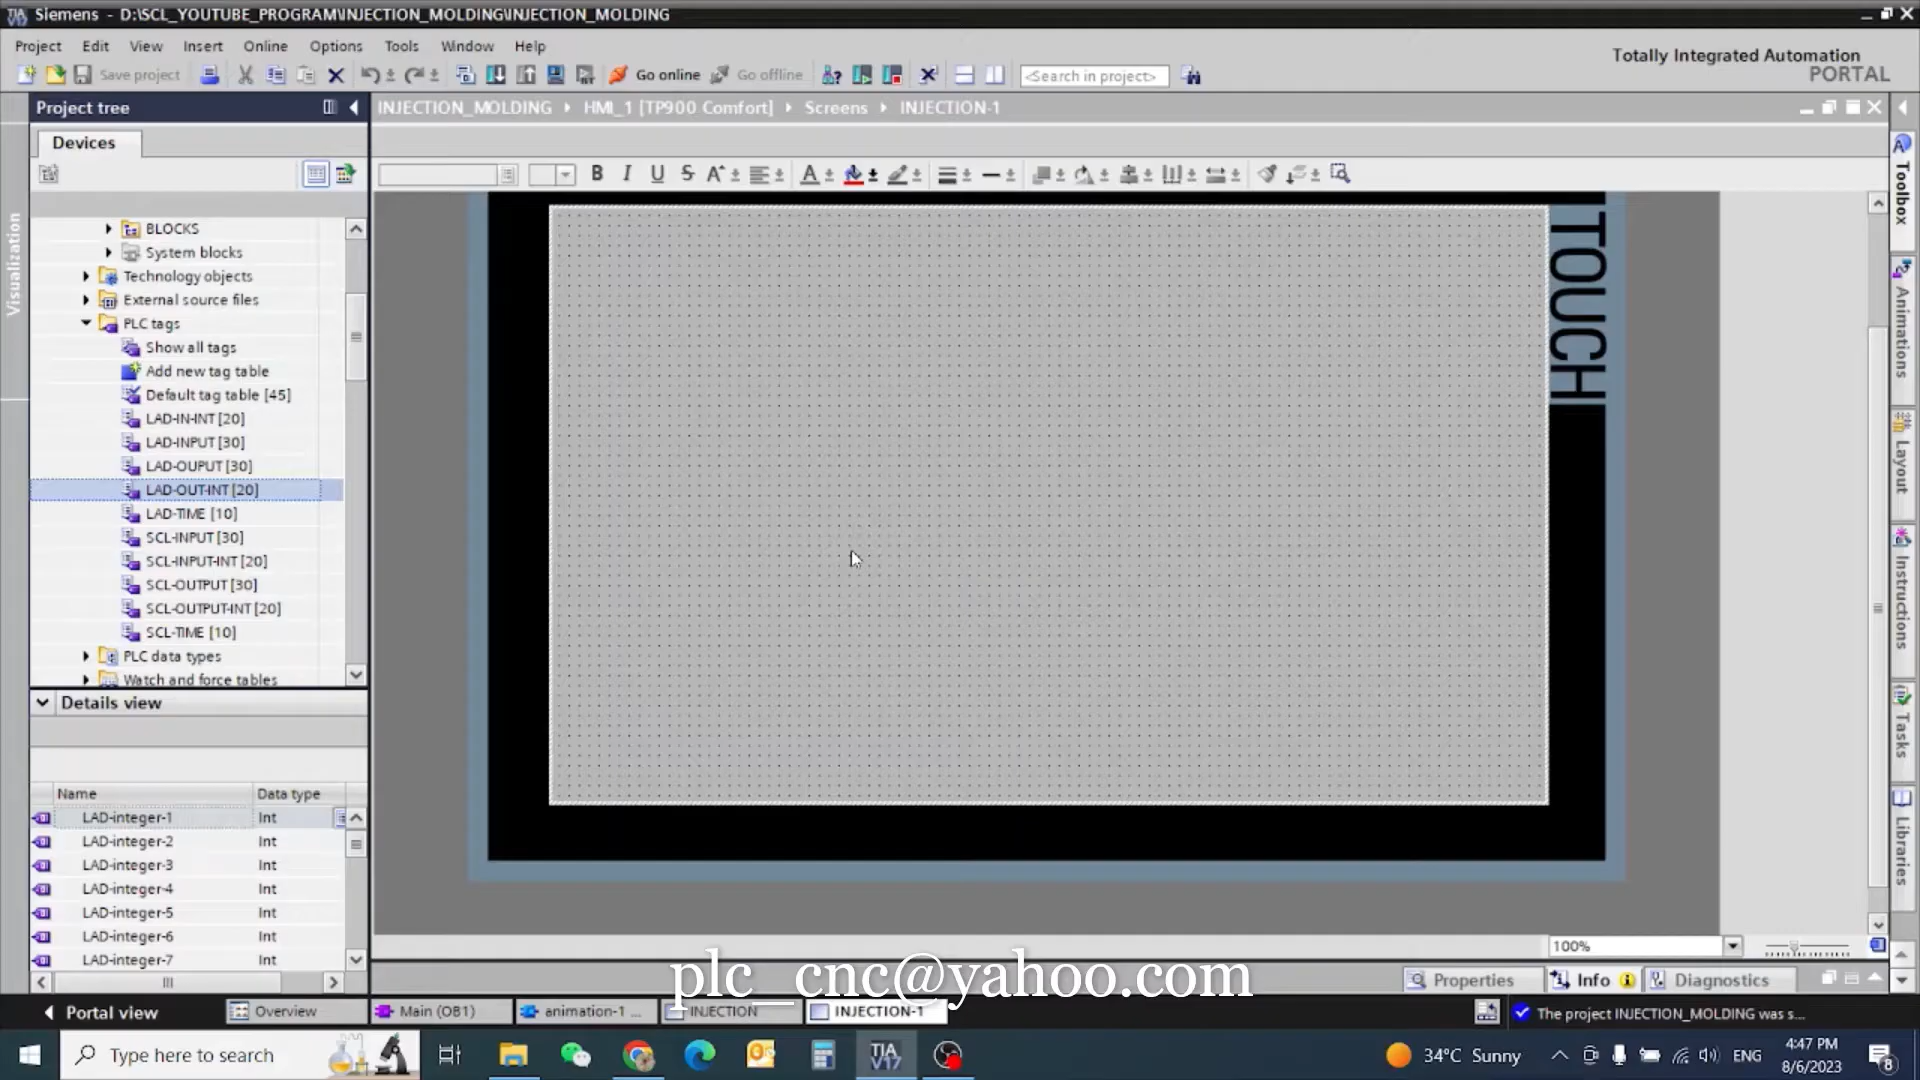 Siemens - D:\SCL_YOUTUBE_PROGRAM\INJECTION_MOLDING\INJECTION_MOLDING
Project Edit View Insert Online Options Tools Window Help
Totally Integrated Automation
PORTAL
Save project
Go online
Go offline
<Search in project>
Project tree
INJECTION_MOLDING HMI_1 [TP900 Comfort] Screens INJECTION-1
Devices
Visualization
B I U S A
BLOCKS
System blocks
Technology objects
External source files
PLC tags
Show all tags
Add new tag table
Default tag table [45]
LAD-IN-INT [20]
LAD-INPUT [30]
LAD-OUPUT [30]
LAD-OUT-INT [20]
LAD-TIME [10]
SCL-INPUT [30]
SCL-INPUT-INT [20]
SCL-OUTPUT [30]
SCL-OUTPUT-INT [20]
SCL-TIME [10]
PLC data types
Watch and force tables
TOUCH
Toolbox
Animations
Layout
Instructions
Tasks
Libraries
Details view
Name Data type
LAD-integer-1 Int
LAD-integer-2 Int
LAD-integer-3 Int
LAD-integer-4 Int
LAD-integer-5 Int
LAD-integer-6 Int
LAD-integer-7 Int
100%
plc_cnc@yahoo.com
Properties Info Diagnostics
Portal view Overview Main (OB1) animation-1 ... INJECTION INJECTION-1
The project INJECTION_MOLDING was s...
Type here to search
TIA
V17
34°C Sunny
ENG
4:47 PM
8/6/2023
8